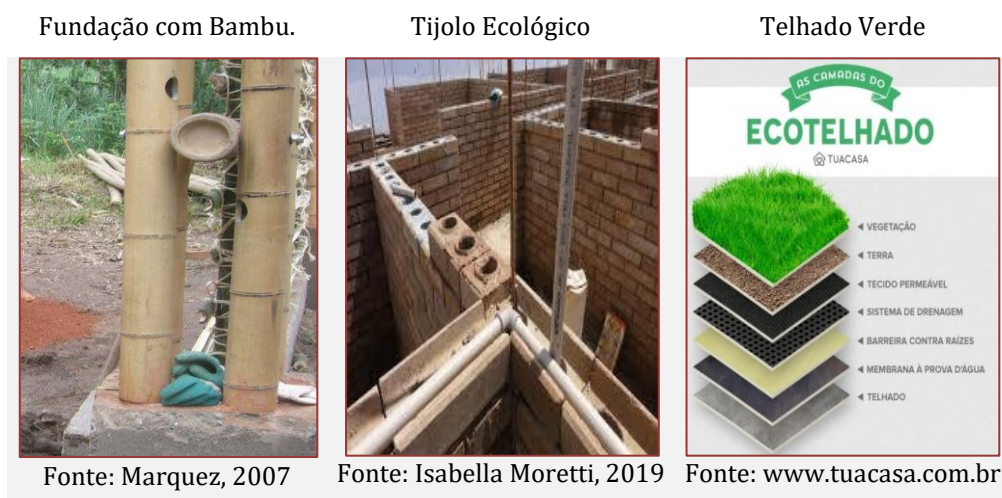 Fundação com Bambu.
Tijolo Ecológico
Telhado Verde
AS CAMADAS DO
ECOTELHADO
TUACASA
VEGETAÇÃO
TERRA
TECIDO PERMEÁVEL
SISTEMA DE DRENAGEM
BARREIRA CONTRA RAÍZES
MEMBRANA À PROVA D'ÁGUA
TELHADO
Fonte: Marquez, 2007
Fonte: Isabella Moretti, 2019
Fonte: www.tuacasa.com.br